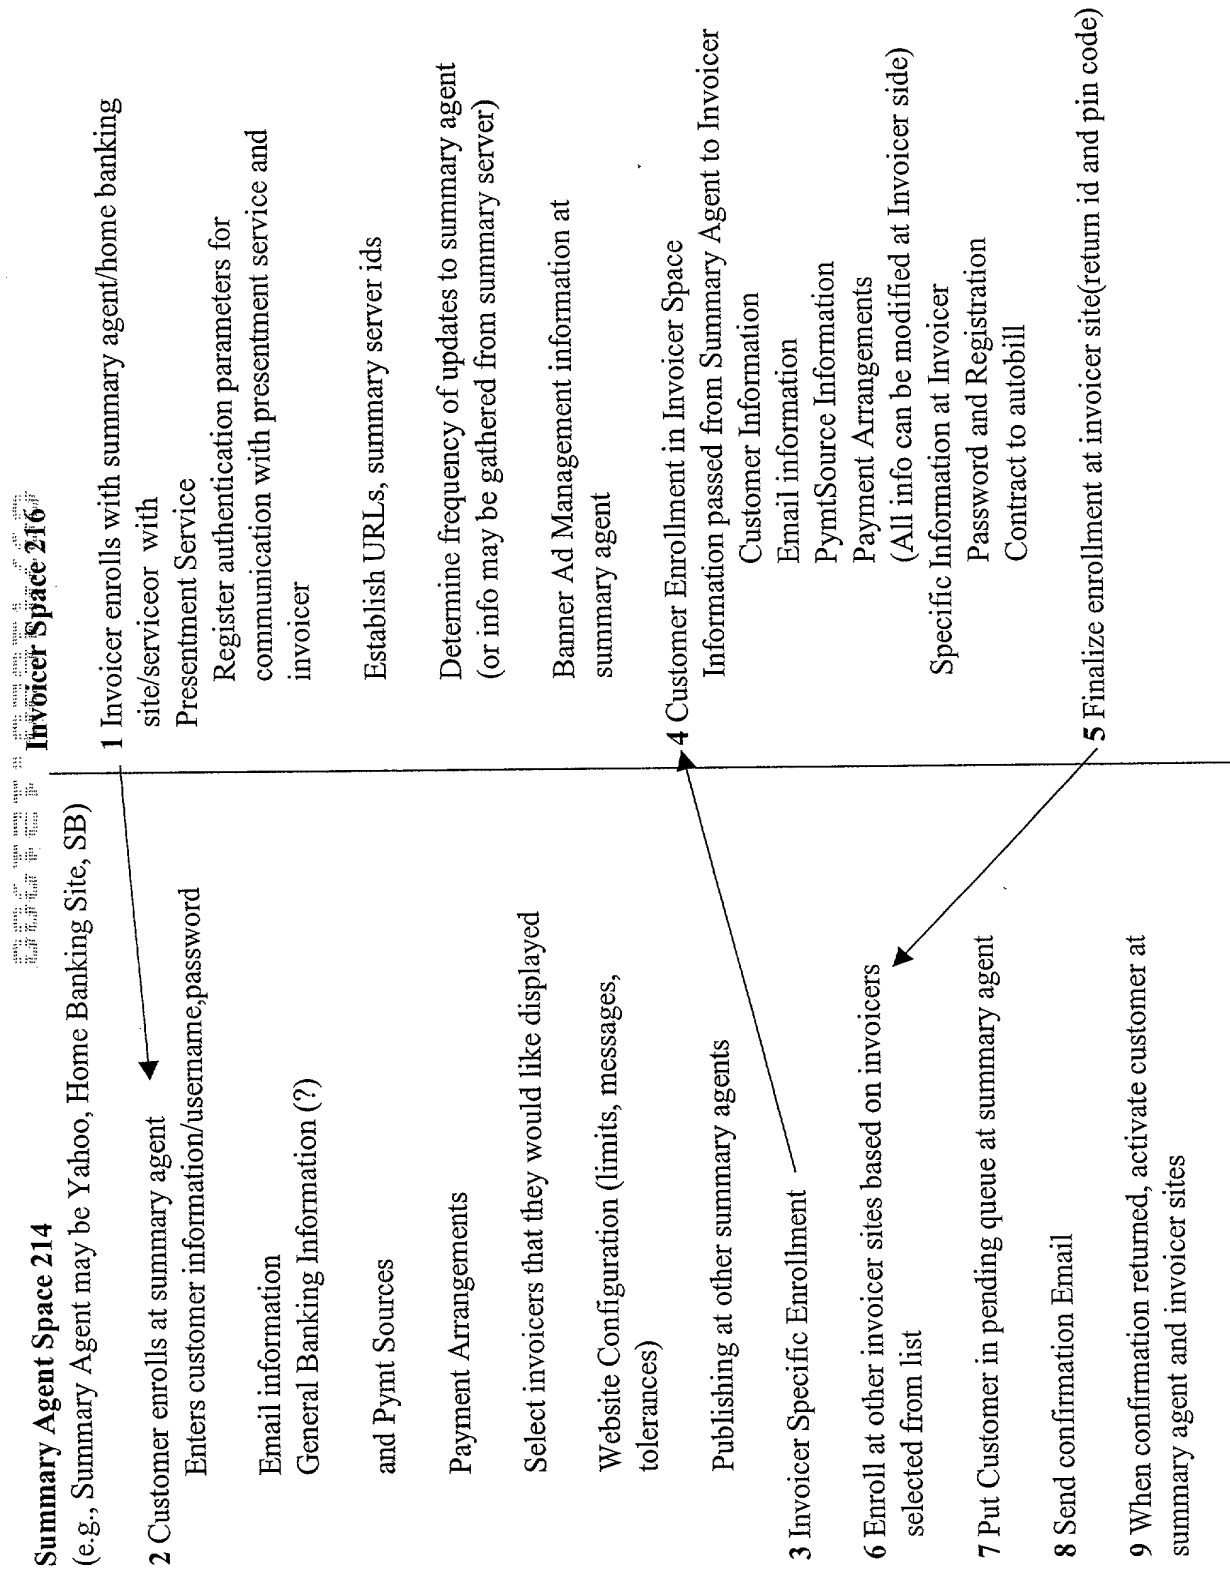 Summary Agent Space 214
(e.g., Summary Agent may be Yahoo, Home Banking Site, SB)
2 Customer enrolls at summary agent
Enters customer information/username,password
Email information
General Banking Information (?)
and Pymt Sources
Payment Arrangements
Select invoicers that they would like displayed
Website Configuration (limits, messages,
tolerances)
Publishing at other summary agents
3 Invoicer Specific Enrollment
6 Enroll at other invoicer sites based on invoicers
selected from list
7 Put Customer in pending queue at summary agent
8 Send confirmation Email
9 When confirmation returned, activate customer at
summary agent and invoicer sites
Invoicer Space 216
1 Invoicer enrolls with summary agent/home banking
site/serviceor with
Presentment Service
Register authentication parameters for
communication with presentment service and
invoicer
Establish URLs, summary server ids
Determine frequency of updates to summary agent
(or info may be gathered from summary server)
Banner Ad Management information at
summary agent
4 Customer Enrollment in Invoicer Space
Information passed from Summary Agent to Invoicer
Customer Information
Email information
PymtSource Information
Payment Arrangements
(All info can be modified at Invoicer side)
Specific Information at Invoicer
Password and Registration
Contract to autobill
5 Finalize enrollment at invoicer site(return id and pin code)